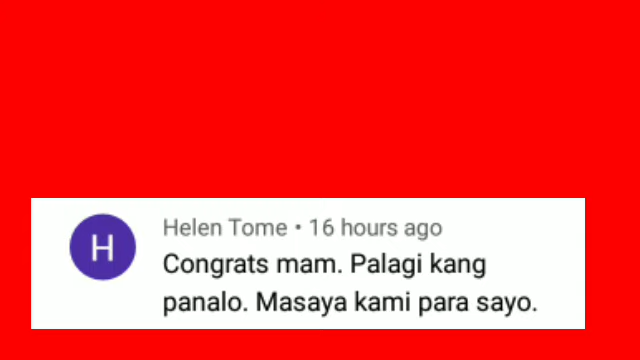 H
Helen Tome • 16 hours ago
Congrats mam. Palagi kang
panalo. Masaya kami para sayo.